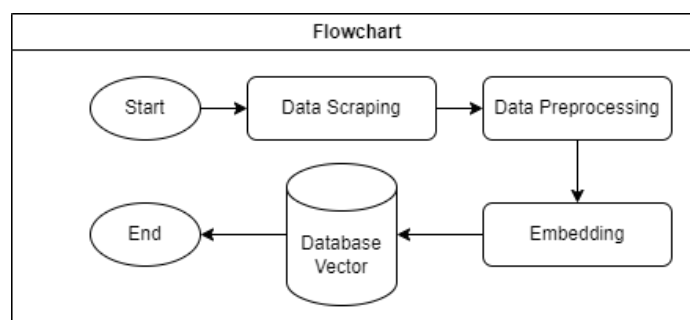 Flowchart
Start
Data Scraping
Data Preprocessing
Embedding
Database
Vector
End